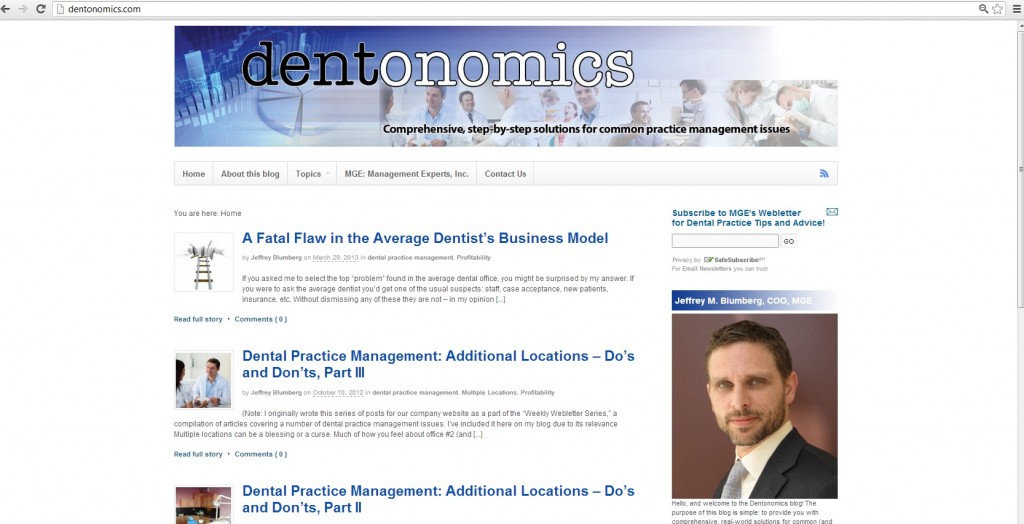 dentonomics.com
dentonomics
Comprehensive, step-by-step solutions for common practice management issues
Home
About this blog
Topics
MGE: Management Experts, Inc.
Contact Us
You are here: Home
A Fatal Flaw in the Average Dentist's Business Model
by Jeffrey Blumberg on March 29, 2013 in dental practice management, Profitability
If you asked me to select the top "problem" found in the average dental office, you might be surprised by my answer. If
you were to ask the average dentist you'd get one of the usual suspects: staff, case acceptance, new patients,
insurance, etc. Without dismissing any of these they are not – in my opinion [...]
Read full story • Comments { 0 }
Dental Practice Management: Additional Locations – Do's
and Don'ts, Part III
by Jeffrey Blumberg on October 16, 2012 in dental practice management, Multiple Locations, Profitability
(Note: I originally wrote this series of posts for our company website as a part of the "Weekly Webletter Series," a
compilation of articles covering a number of dental practice management issues. I've included it here on my blog due to its relevance
Multiple locations can be a blessing or a curse. Much of how you feel about office #2 (and [...]
Read full story • Comments { 0 }
Dental Practice Management: Additional Locations – Do's
and Don'ts, Part II
Subscribe to MGE's Webletter
for Dental Practice Tips and Advice!
GO
Privacy by SafeSubscribe℠
For Email Newsletters you can trust
Jeffrey M. Blumberg, COO, MGE
Hello, and welcome to the Dentonomics blog! The
purpose of this blog is simple: to provide you with
comprehensive, real-world solutions for common (and